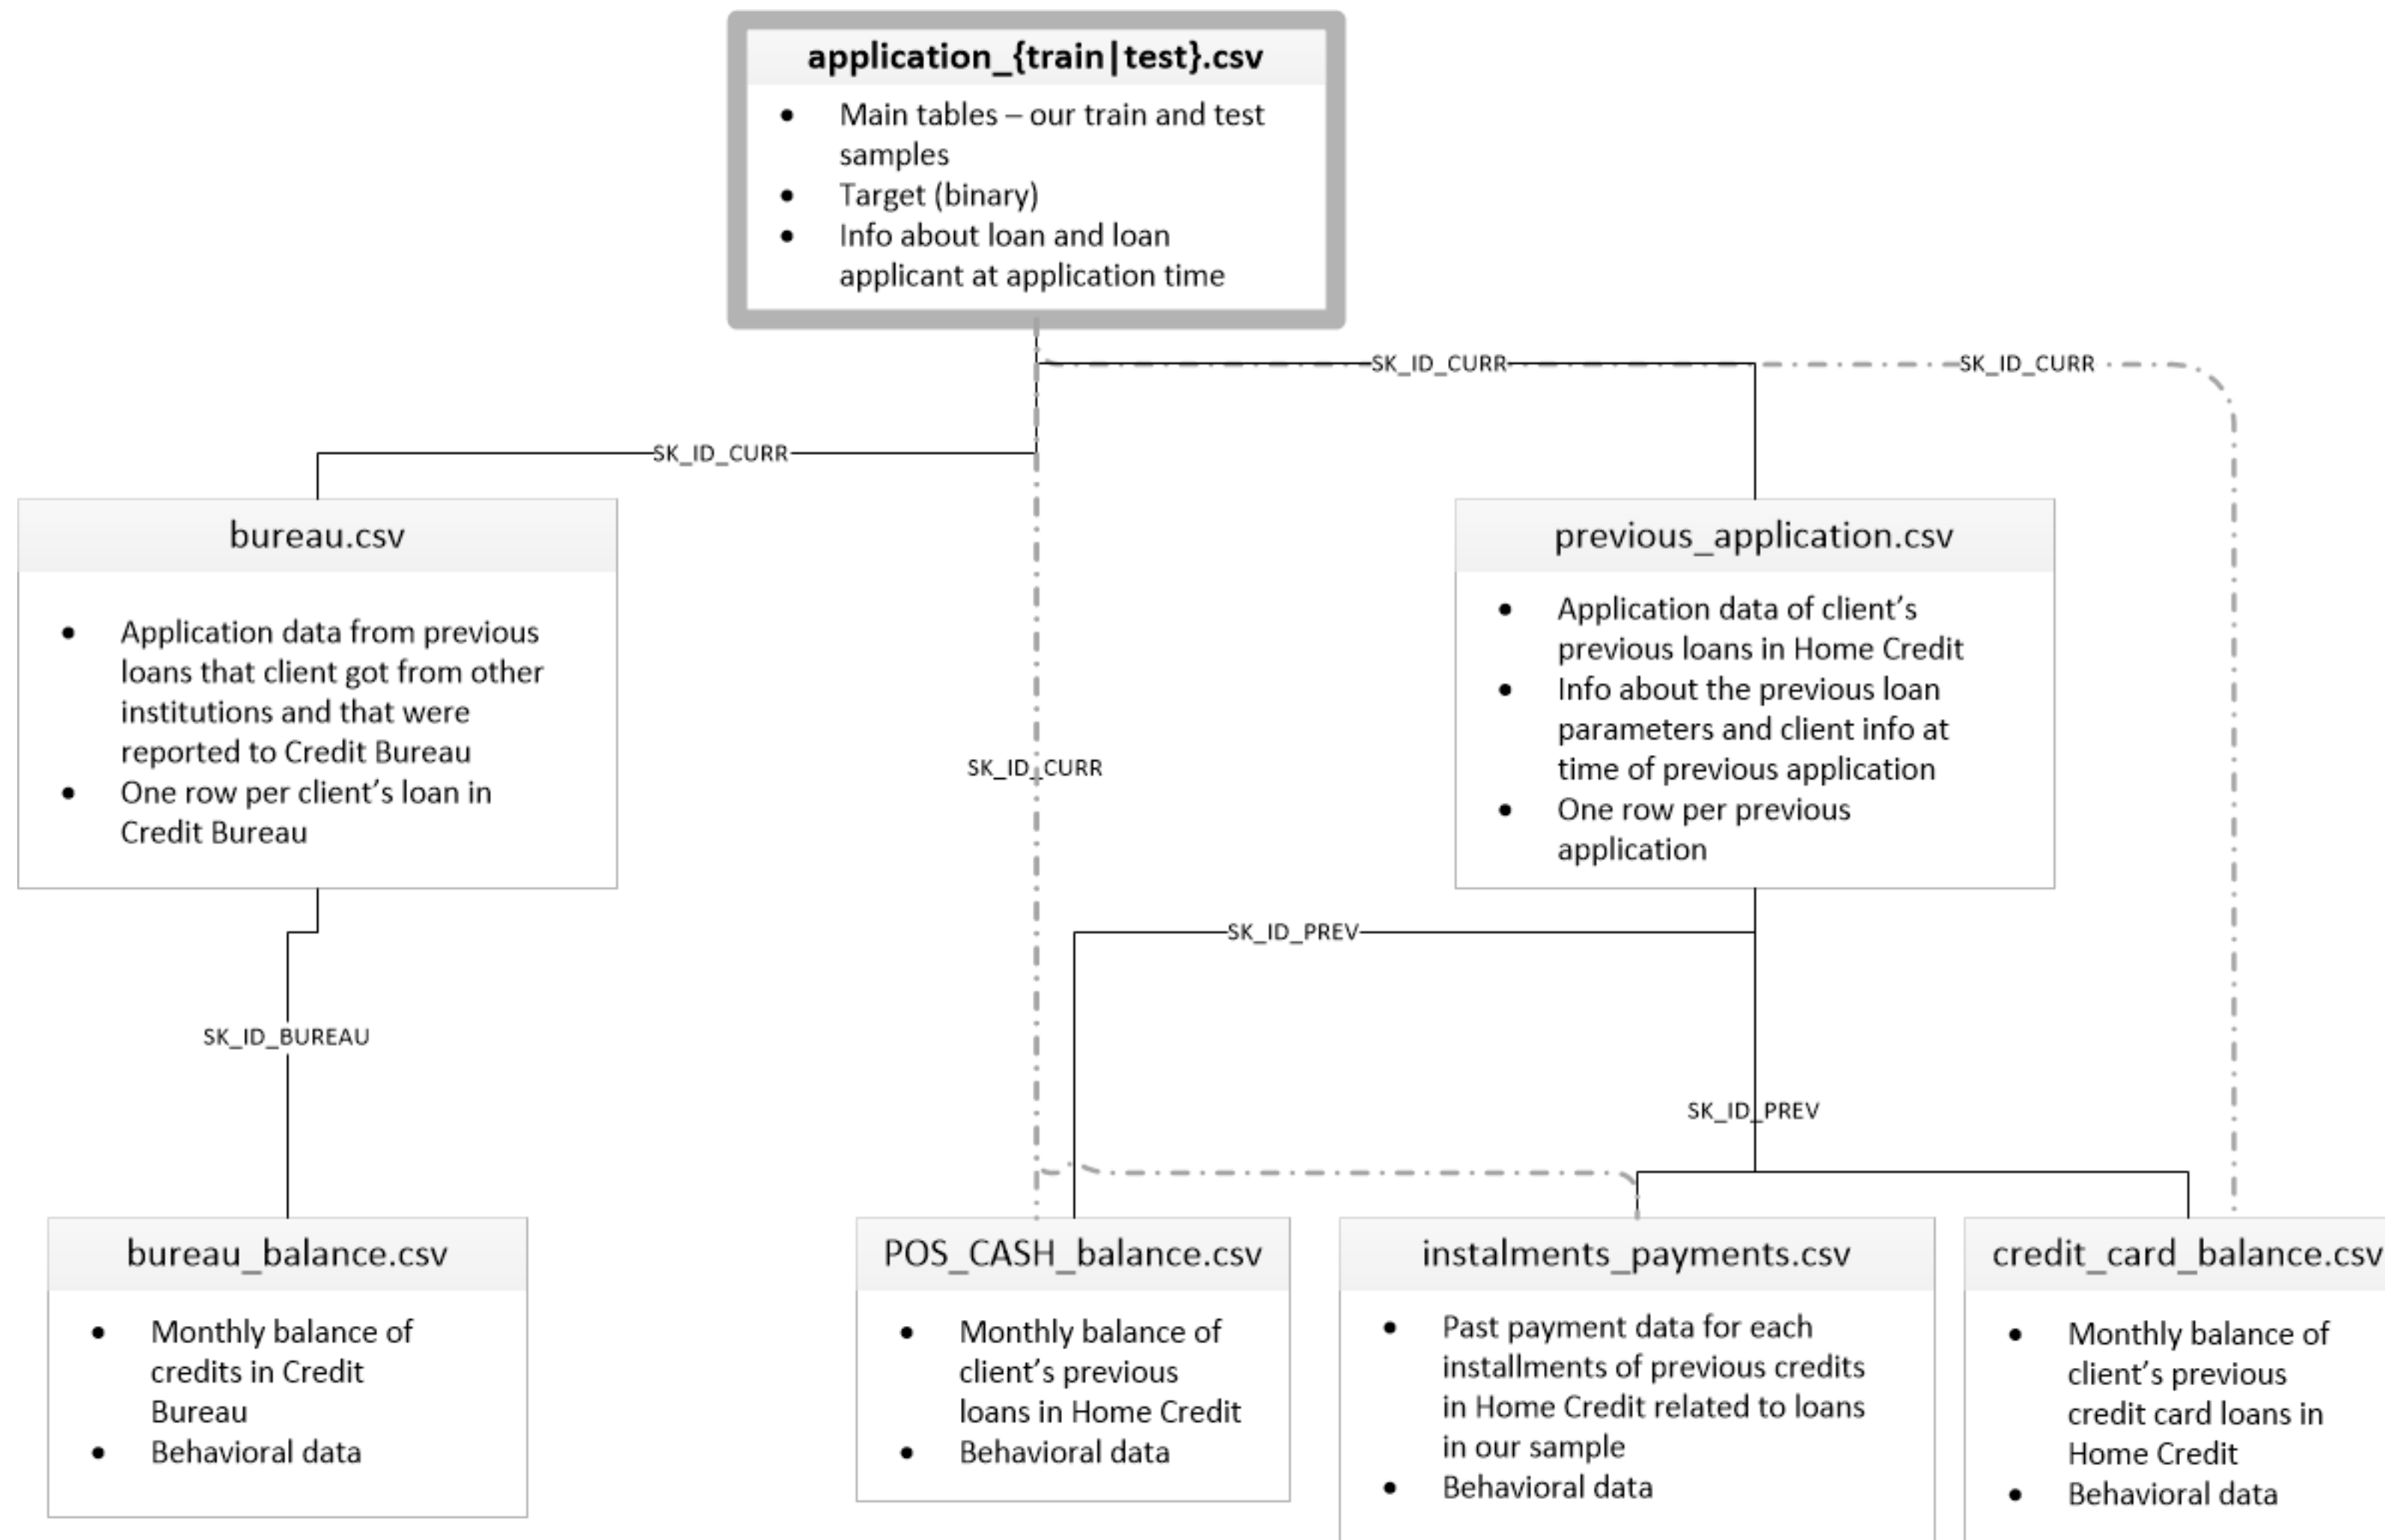 application_{train|test}.csv
• Main tables – our train and test
samples
• Target (binary)
• Info about loan and loan
applicant at application time
SK_ID_CURR
SK_ID_CURR
SK_ID_CURR
bureau.csv
• Application data from previous
loans that client got from other
institutions and that were
reported to Credit Bureau
• One row per client’s loan in
Credit Bureau
previous_application.csv
• Application data of client’s
previous loans in Home Credit
• Info about the previous loan
parameters and client info at
time of previous application
• One row per previous
application
SK_ID_CURR
SK_ID_PREV
SK_ID_BUREAU
SK_ID_PREV
bureau_balance.csv
• Monthly balance of
credits in Credit
Bureau
• Behavioral data
POS_CASH_balance.csv
• Monthly balance of
client’s previous
loans in Home Credit
• Behavioral data
instalments_payments.csv
• Past payment data for each
installments of previous credits
in Home Credit related to loans
in our sample
• Behavioral data
credit_card_balance.csv
• Monthly balance of
client’s previous
credit card loans in
Home Credit
• Behavioral data